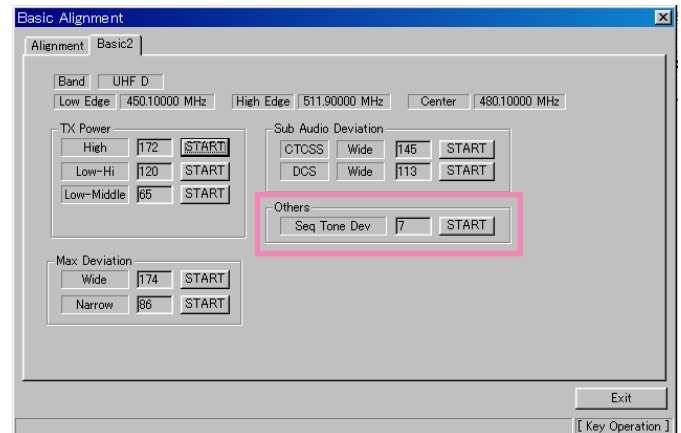 Basic Alignment
Alignment Basic2
Band UHF D
Low Edge 450.10000 MHz High Edge 511.90000 MHz Center 480.10000 MHz
TX Power
High 172 START
Low-Hi 120 START
Low-Middle 65 START
Sub Audio Deviation
CTCSS Wide 145 START
DCS Wide 113 START
Others
Seq Tone Dev 7 START
Max Deviation
Wide 174 START
Narrow 86 START
Exit
[ Key Operation ]